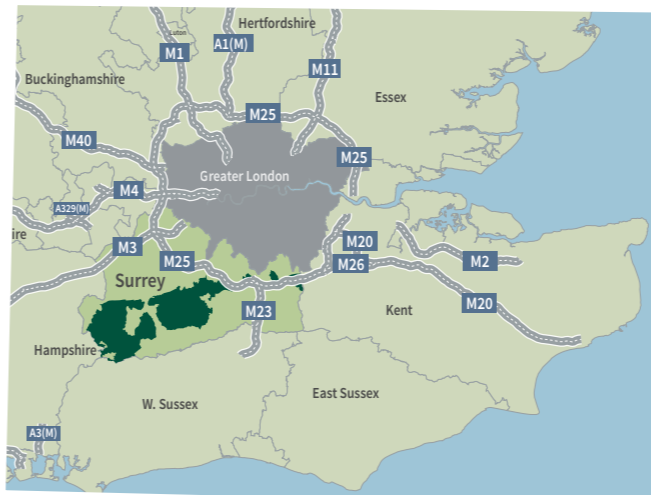 Hertfordshire
Luton
A1(M)
M1
M11
Buckinghamshire
Essex
M25
M40
M25
Greater London
M4
A329(M)
ire
M3
M20
M25
M26
M2
Surrey
M20
M23
Kent
Hampshire
East Sussex
W. Sussex
A3(M)